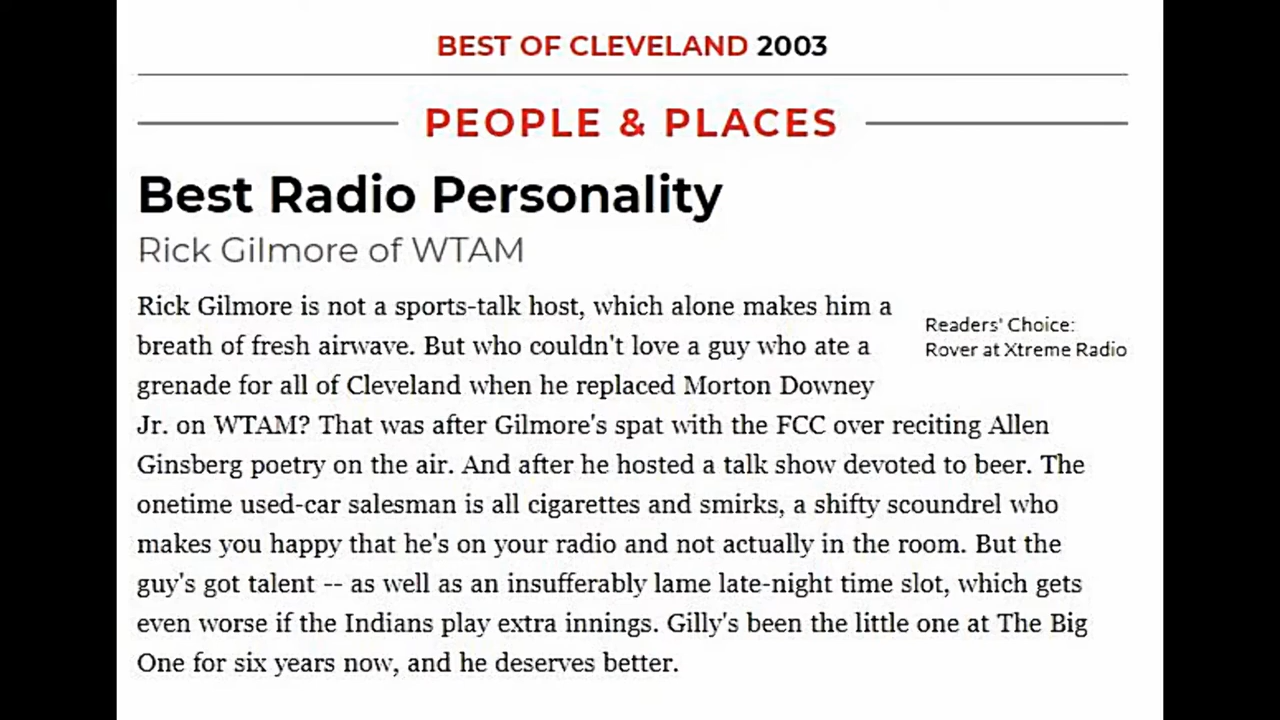 BEST OF CLEVELAND 2003
PEOPLE & PLACES
Best Radio Personality
Rick Gilmore of WTAM
Rick Gilmore is not a sports-talk host, which alone makes him a
breath of fresh airwave. But who couldn't love a guy who ate a
grenade for all of Cleveland when he replaced Morton Downey
Jr. on WTAM? That was after Gilmore's spat with the FCC over reciting Allen
Ginsberg poetry on the air. And after he hosted a talk show devoted to beer. The
onetime used-car salesman is all cigarettes and smirks, a shifty scoundrel who
makes you happy that he's on your radio and not actually in the room. But the
guy's got talent -- as well as an insufferably lame late-night time slot, which gets
even worse if the Indians play extra innings. Gilly's been the little one at The Big
One for six years now, and he deserves better.
Readers' Choice:
Rover at Xtreme Radio